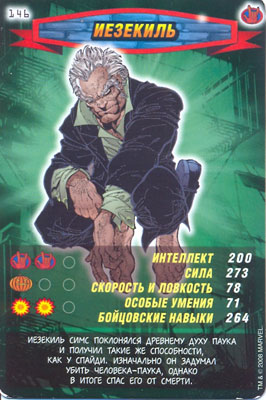 146
ИЕЗЕКИЛЬ
ИНТЕЛЛЕКТ 200
СИЛА 273
СКОРОСТЬ И ЛОВКОСТЬ 78
ОСОБЫЕ УМЕНИЯ 71
БОЙЦОВСКИЕ НАВЫКИ 264
ИЕЗЕКИЛЬ СИМС ПОКЛОНЯЛСЯ ДРЕВНЕМУ ДУХУ ПАУКА
И ПОЛУЧИЛ ТАКИЕ ЖЕ СПОСОБНОСТИ,
КАК У СПАЙДИ. ИЗНАЧАЛЬНО ОН ЗАДУМАЛ
УБИТЬ ЧЕЛОВЕКА-ПАУКА, ОДНАКО
В ИТОГЕ СПАС ЕГО ОТ СМЕРТИ.
TM & © 2008 MARVEL